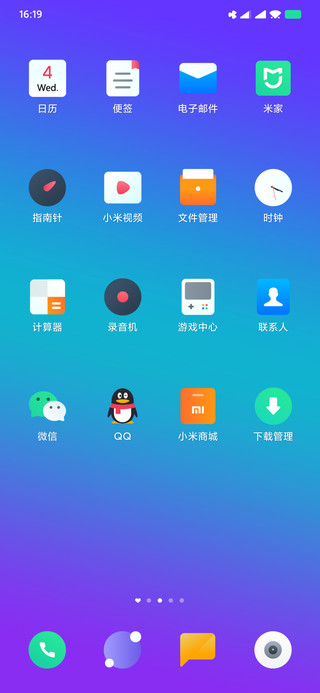 16:19
4
Wed.
日历
便签
电子邮件
米家
指南针
小米视频
文件管理
时钟
计算器
录音机
游戏中心
联系人
微信
QQ
mi
小米商城
下载管理